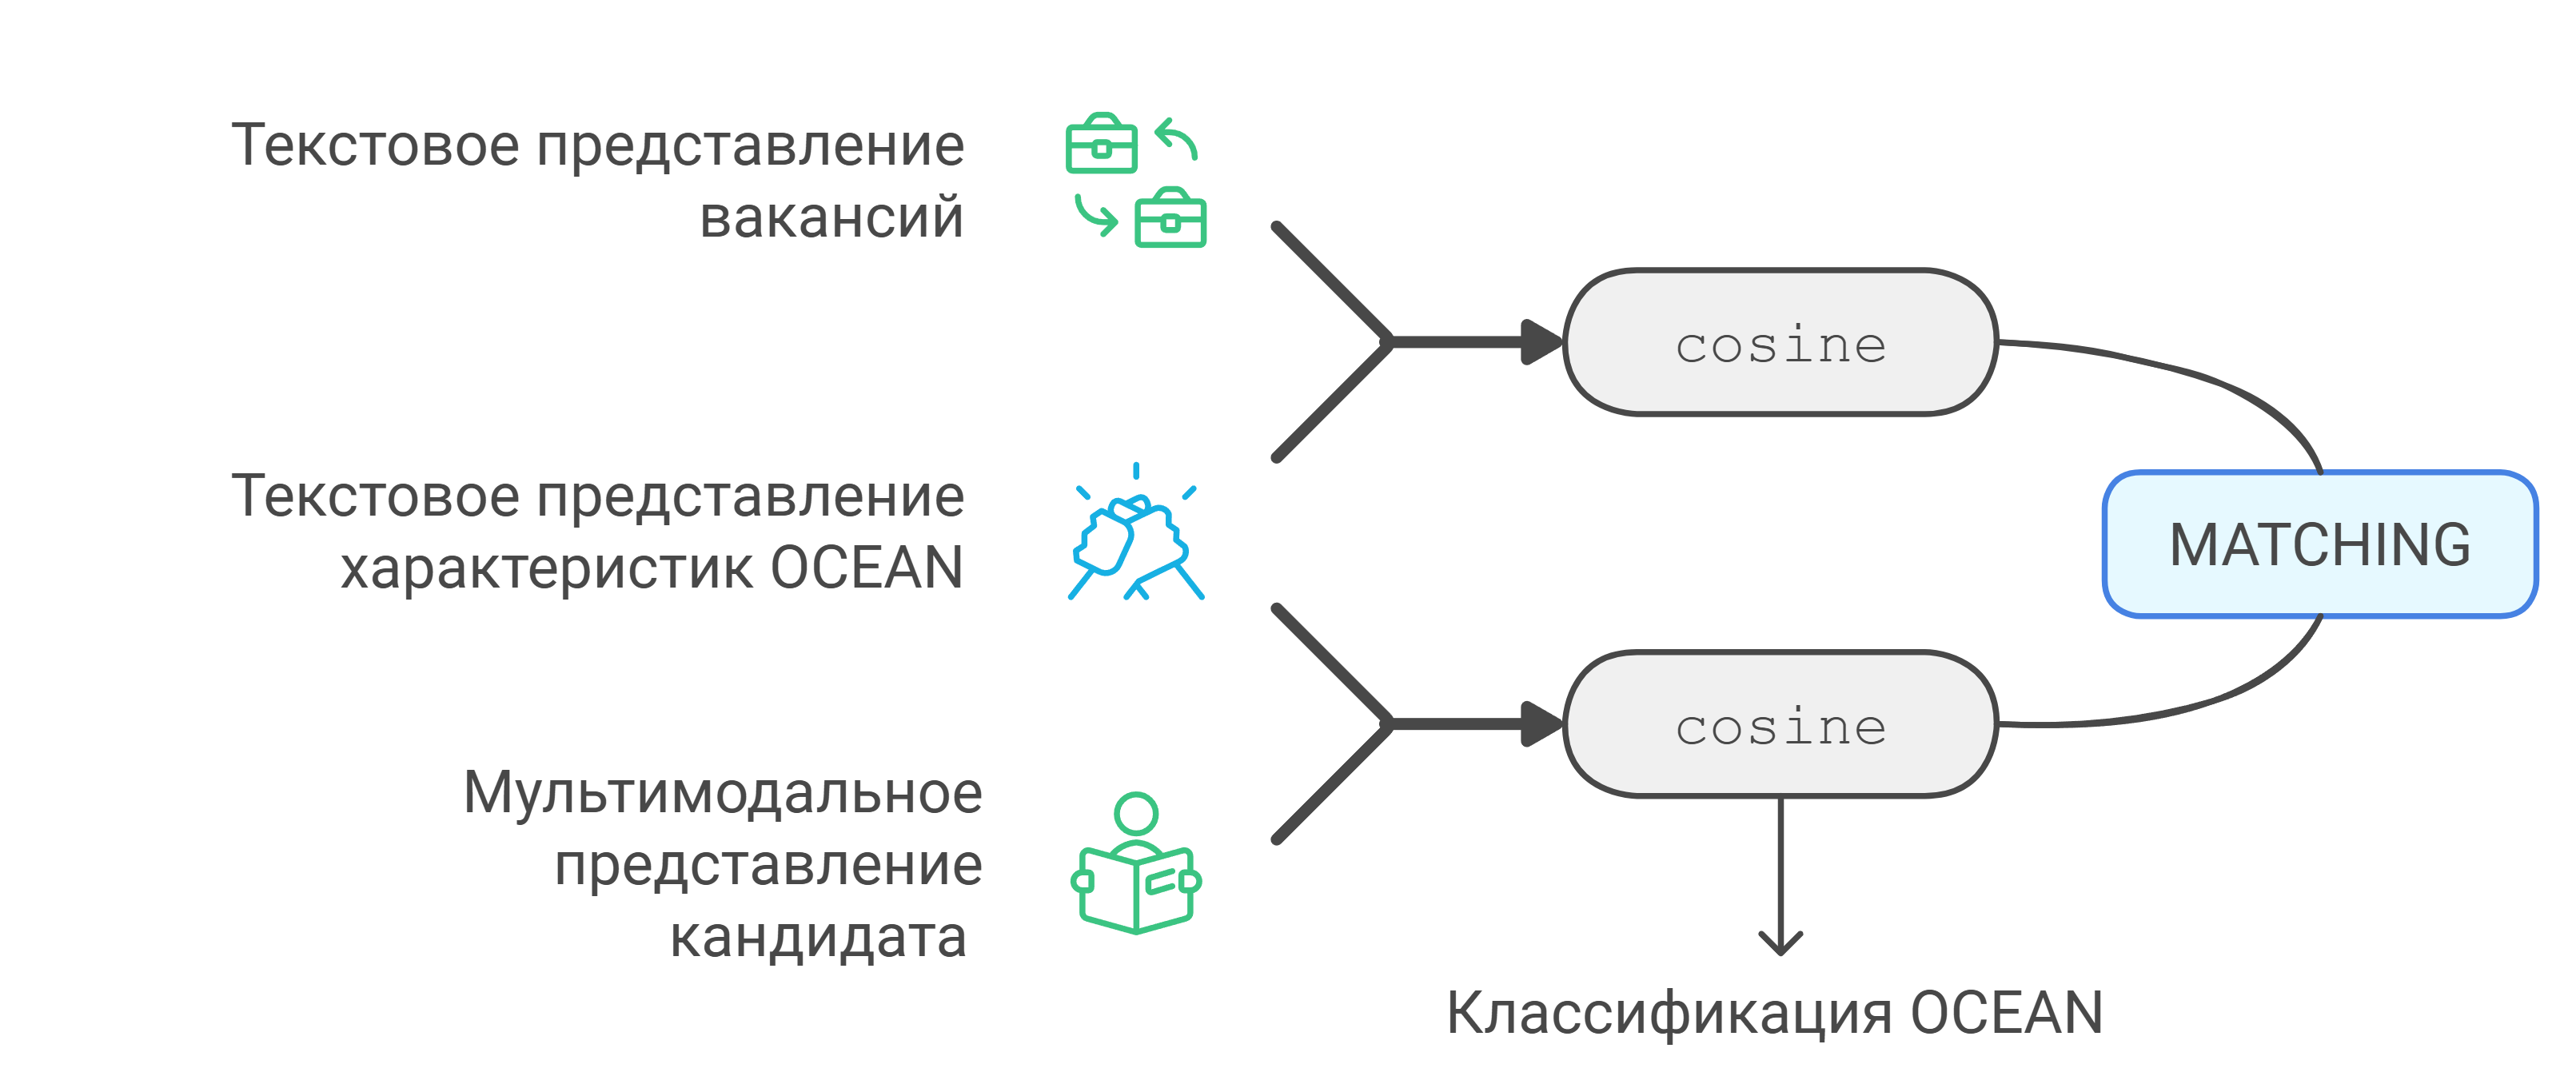 Текстовое представление
вакансий
cosine
Текстовое представление
характеристик OCEAN
MATCHING
cosine
Мультимодальное
представление
кандидата
Классификация OCEAN